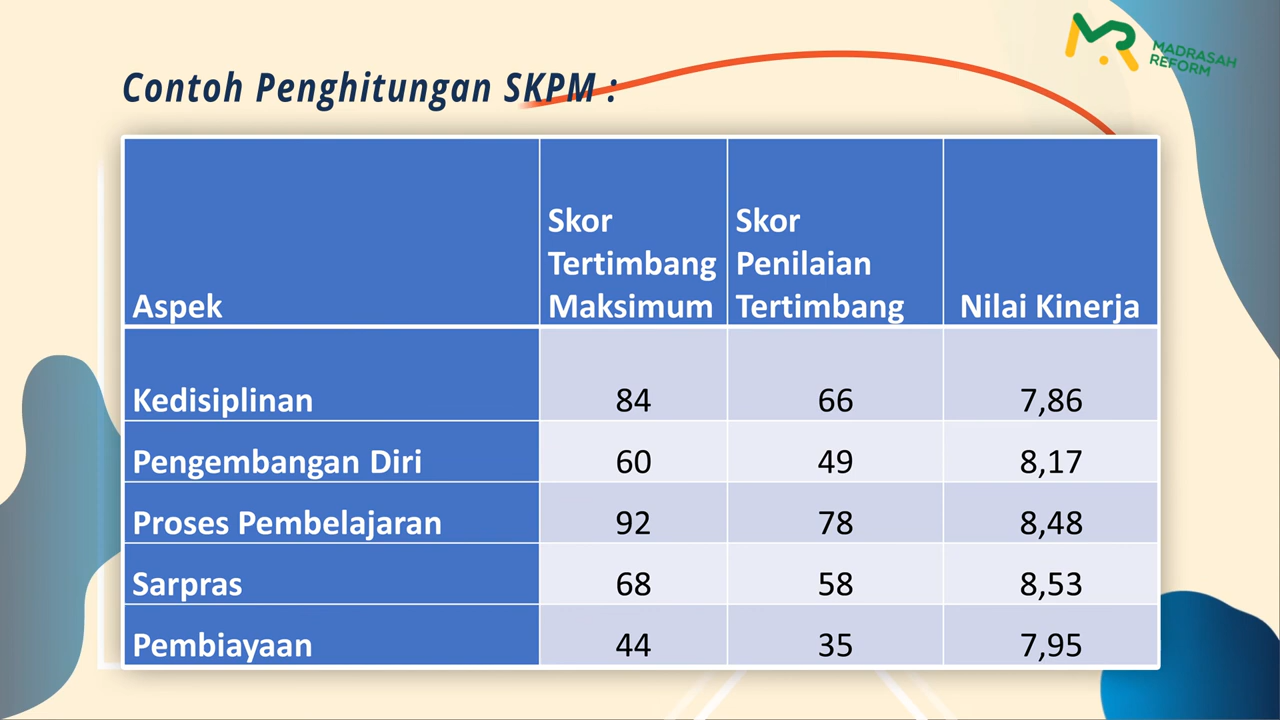 MADRASAH
REFORM
Contoh Penghitungan SKPM :
Aspek
Skor Tertimbang Maksimum
Skor Penilaian Tertimbang
Nilai Kinerja
Kedisiplinan 84 66 7,86
Pengembangan Diri 60 49 8,17
Proses Pembelajaran 92 78 8,48
Sarpras 68 58 8,53
Pembiayaan 44 35 7,95